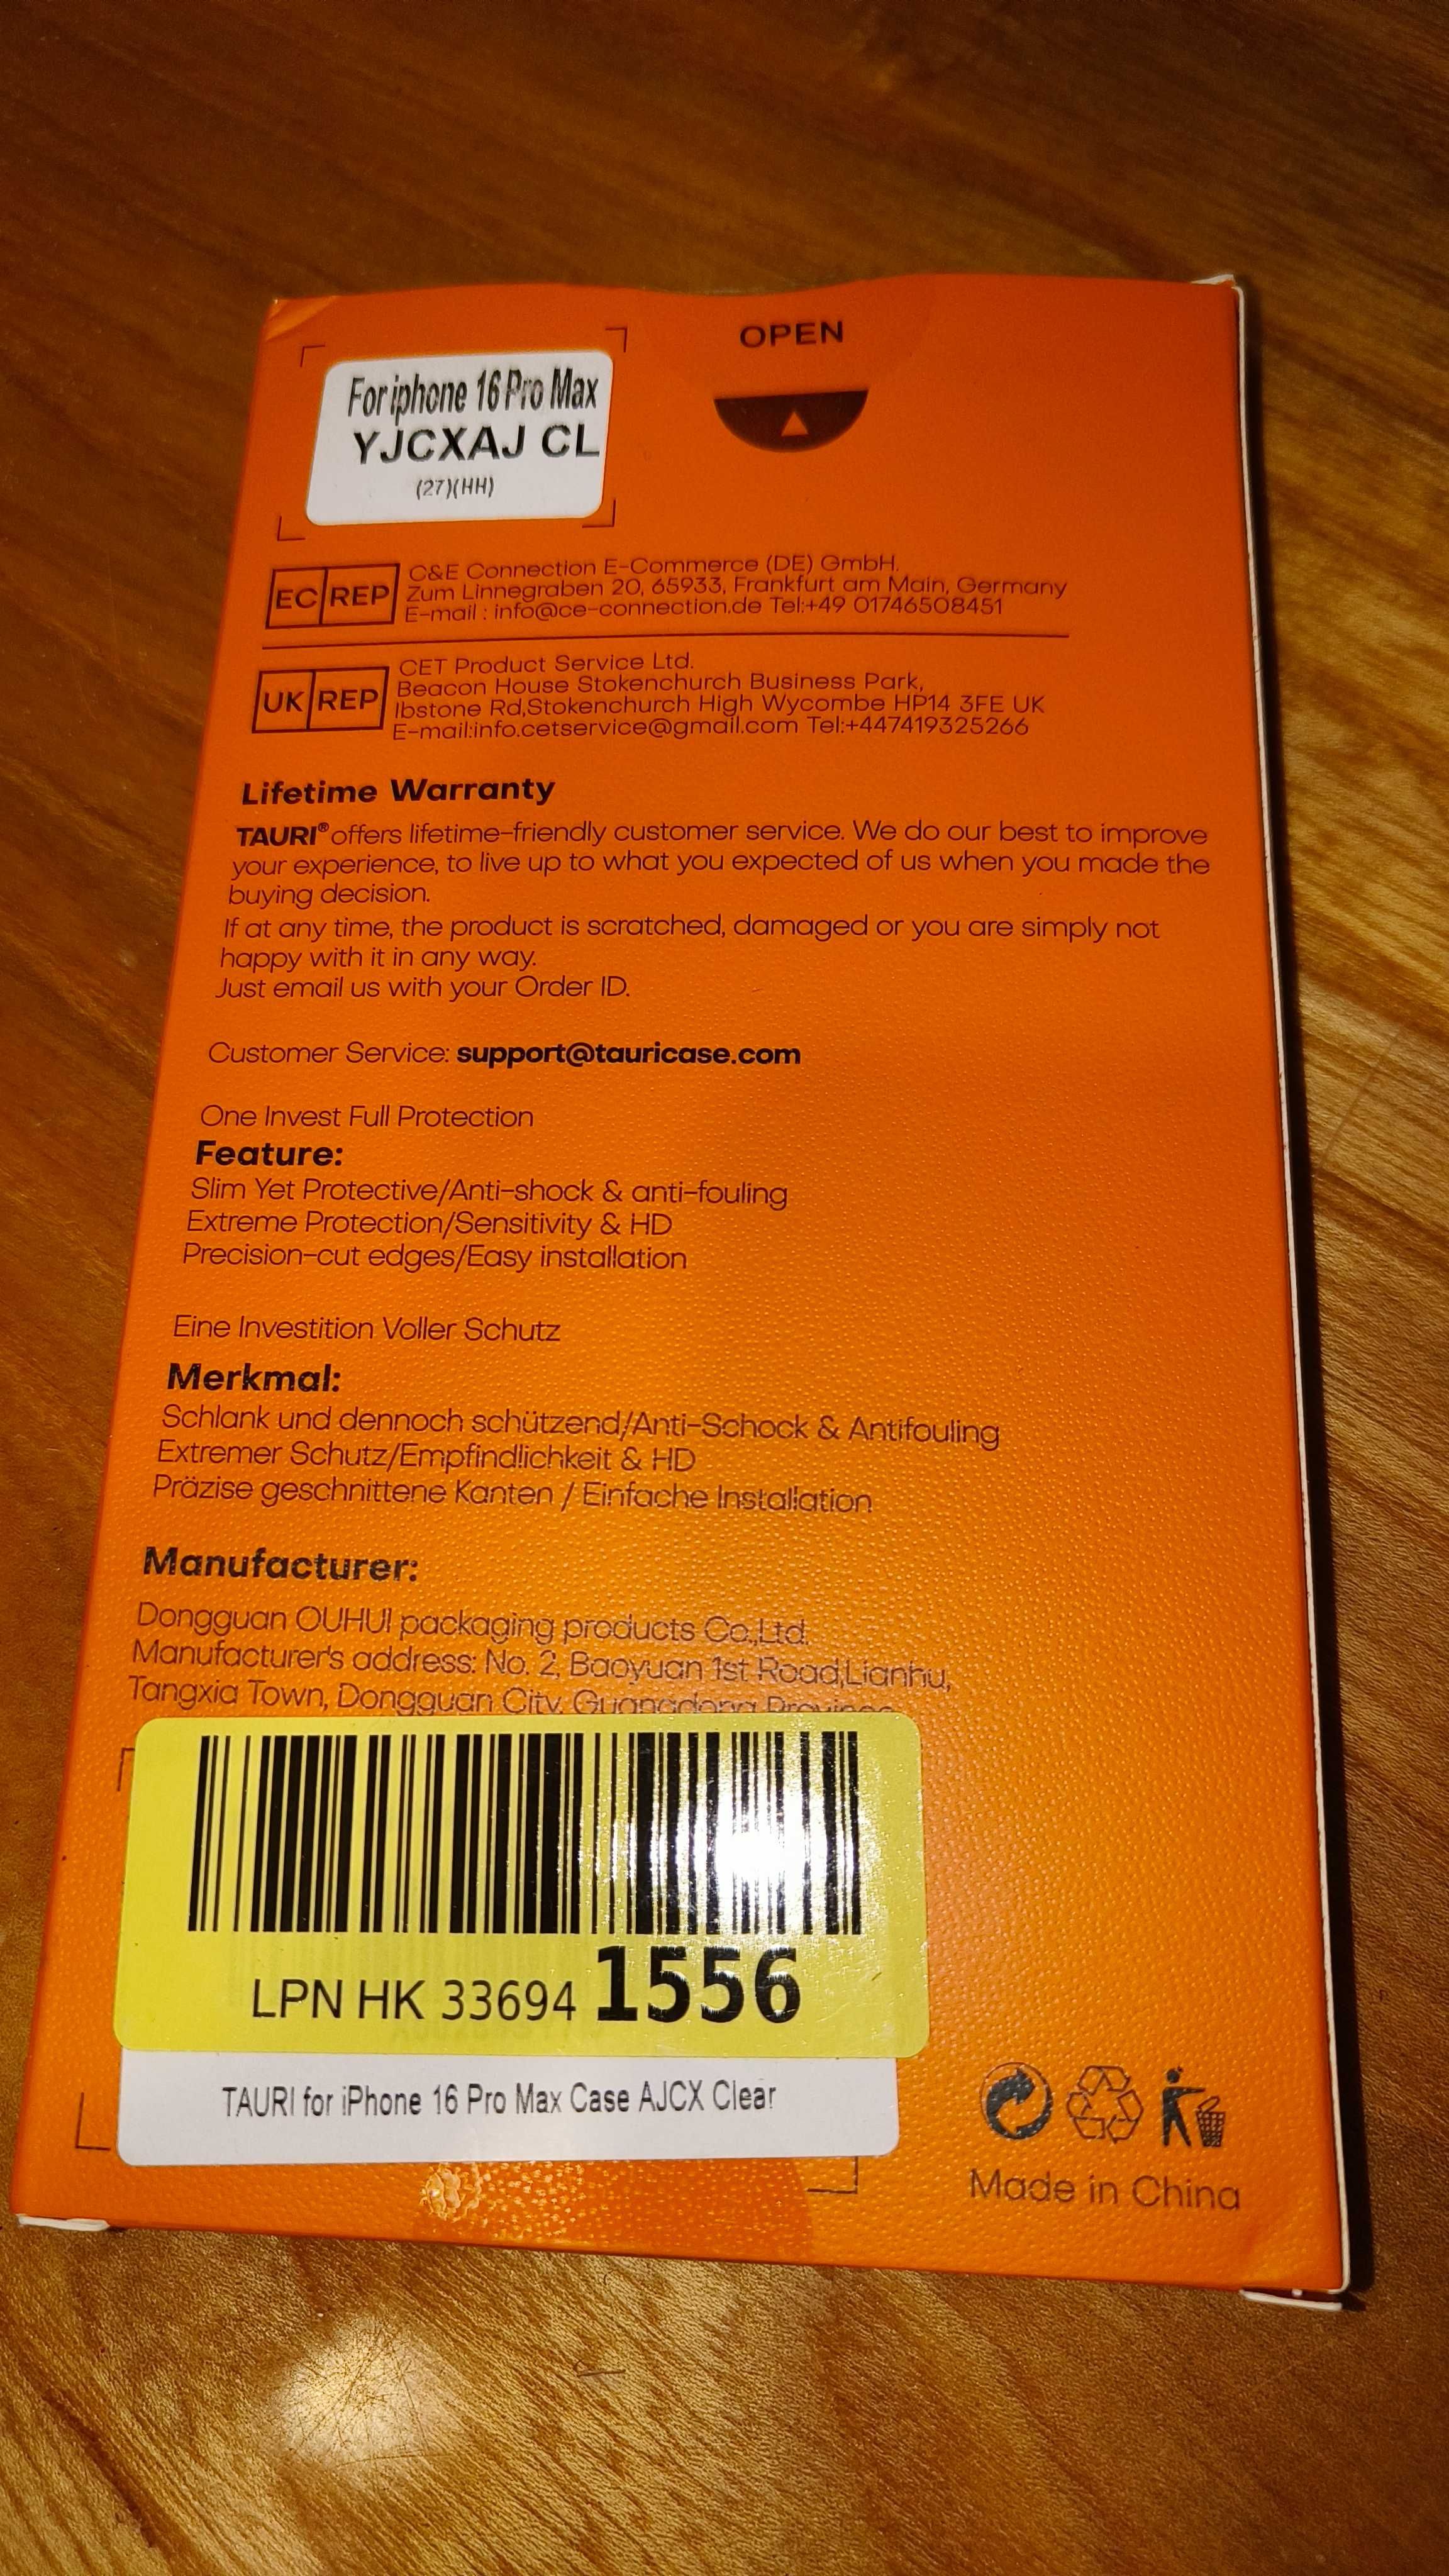 OPEN
For iphone 16 Pro Max
YJCXAJ CL
(27)(HH)
EC REP
C&E Connection E-Commerce (DE) GmbH.
Zum Linnegraben 20, 65933, Frankfurt am Main, Germany
E-mail : info@ce-connection.de Tel:+49 01746508451
UK REP
CET Product Service Ltd.
Beacon House Stokenchurch Business Park,
Ibstone Rd,Stokenchurch High Wycombe HP14 3FE UK
E-mail:info.cetservice@gmail.com Tel:+447419325266
Lifetime Warranty
TAURI® offers lifetime-friendly customer service. We do our best to improve
your experience, to live up to what you expected of us when you made the
buying decision.
If at any time, the product is scratched, damaged or you are simply not
happy with it in any way.
Just email us with your Order ID.
Customer Service: support@tauricase.com
One Invest Full Protection
Feature:
Slim Yet Protective/Anti-shock & anti-fouling
Extreme Protection/Sensitivity & HD
Precision-cut edges/Easy installation
Eine Investition Voller Schutz
Merkmal:
Schlank und dennoch schützend/Anti-Schock & Antifouling
Extremer Schutz/Empfindlichkeit & HD
Präzise geschnittene Kanten / Einfache Installation
Manufacturer:
Dongguan OUHUI packaging products Co.,Ltd.
Manufacturer's address: No. 2, Baoyuan 1st Road,Lianhu,
Tangxia Town, Dongguan City, Guangdong Province
LPN HK 33694 1556
TAURI for iPhone 16 Pro Max Case AJCX Clear
Made in China